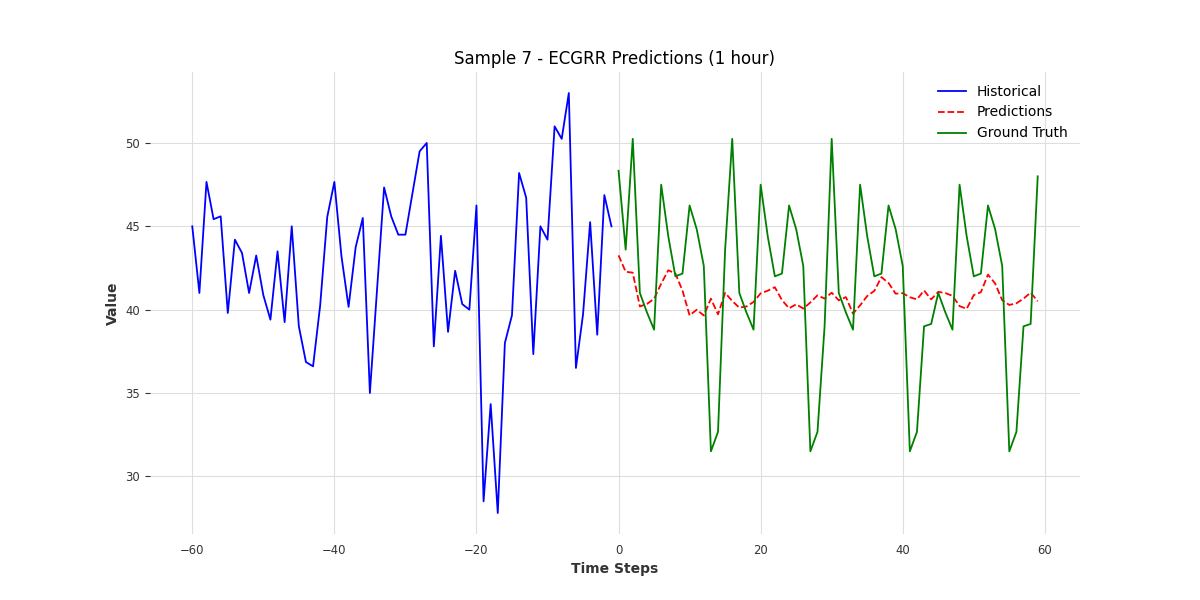 Sample 7 - ECGRR Predictions (1 hour)
Historical
Predictions
Ground Truth
Value
50
45
40
35
30
−60
−40
−20
0
20
40
60
Time Steps